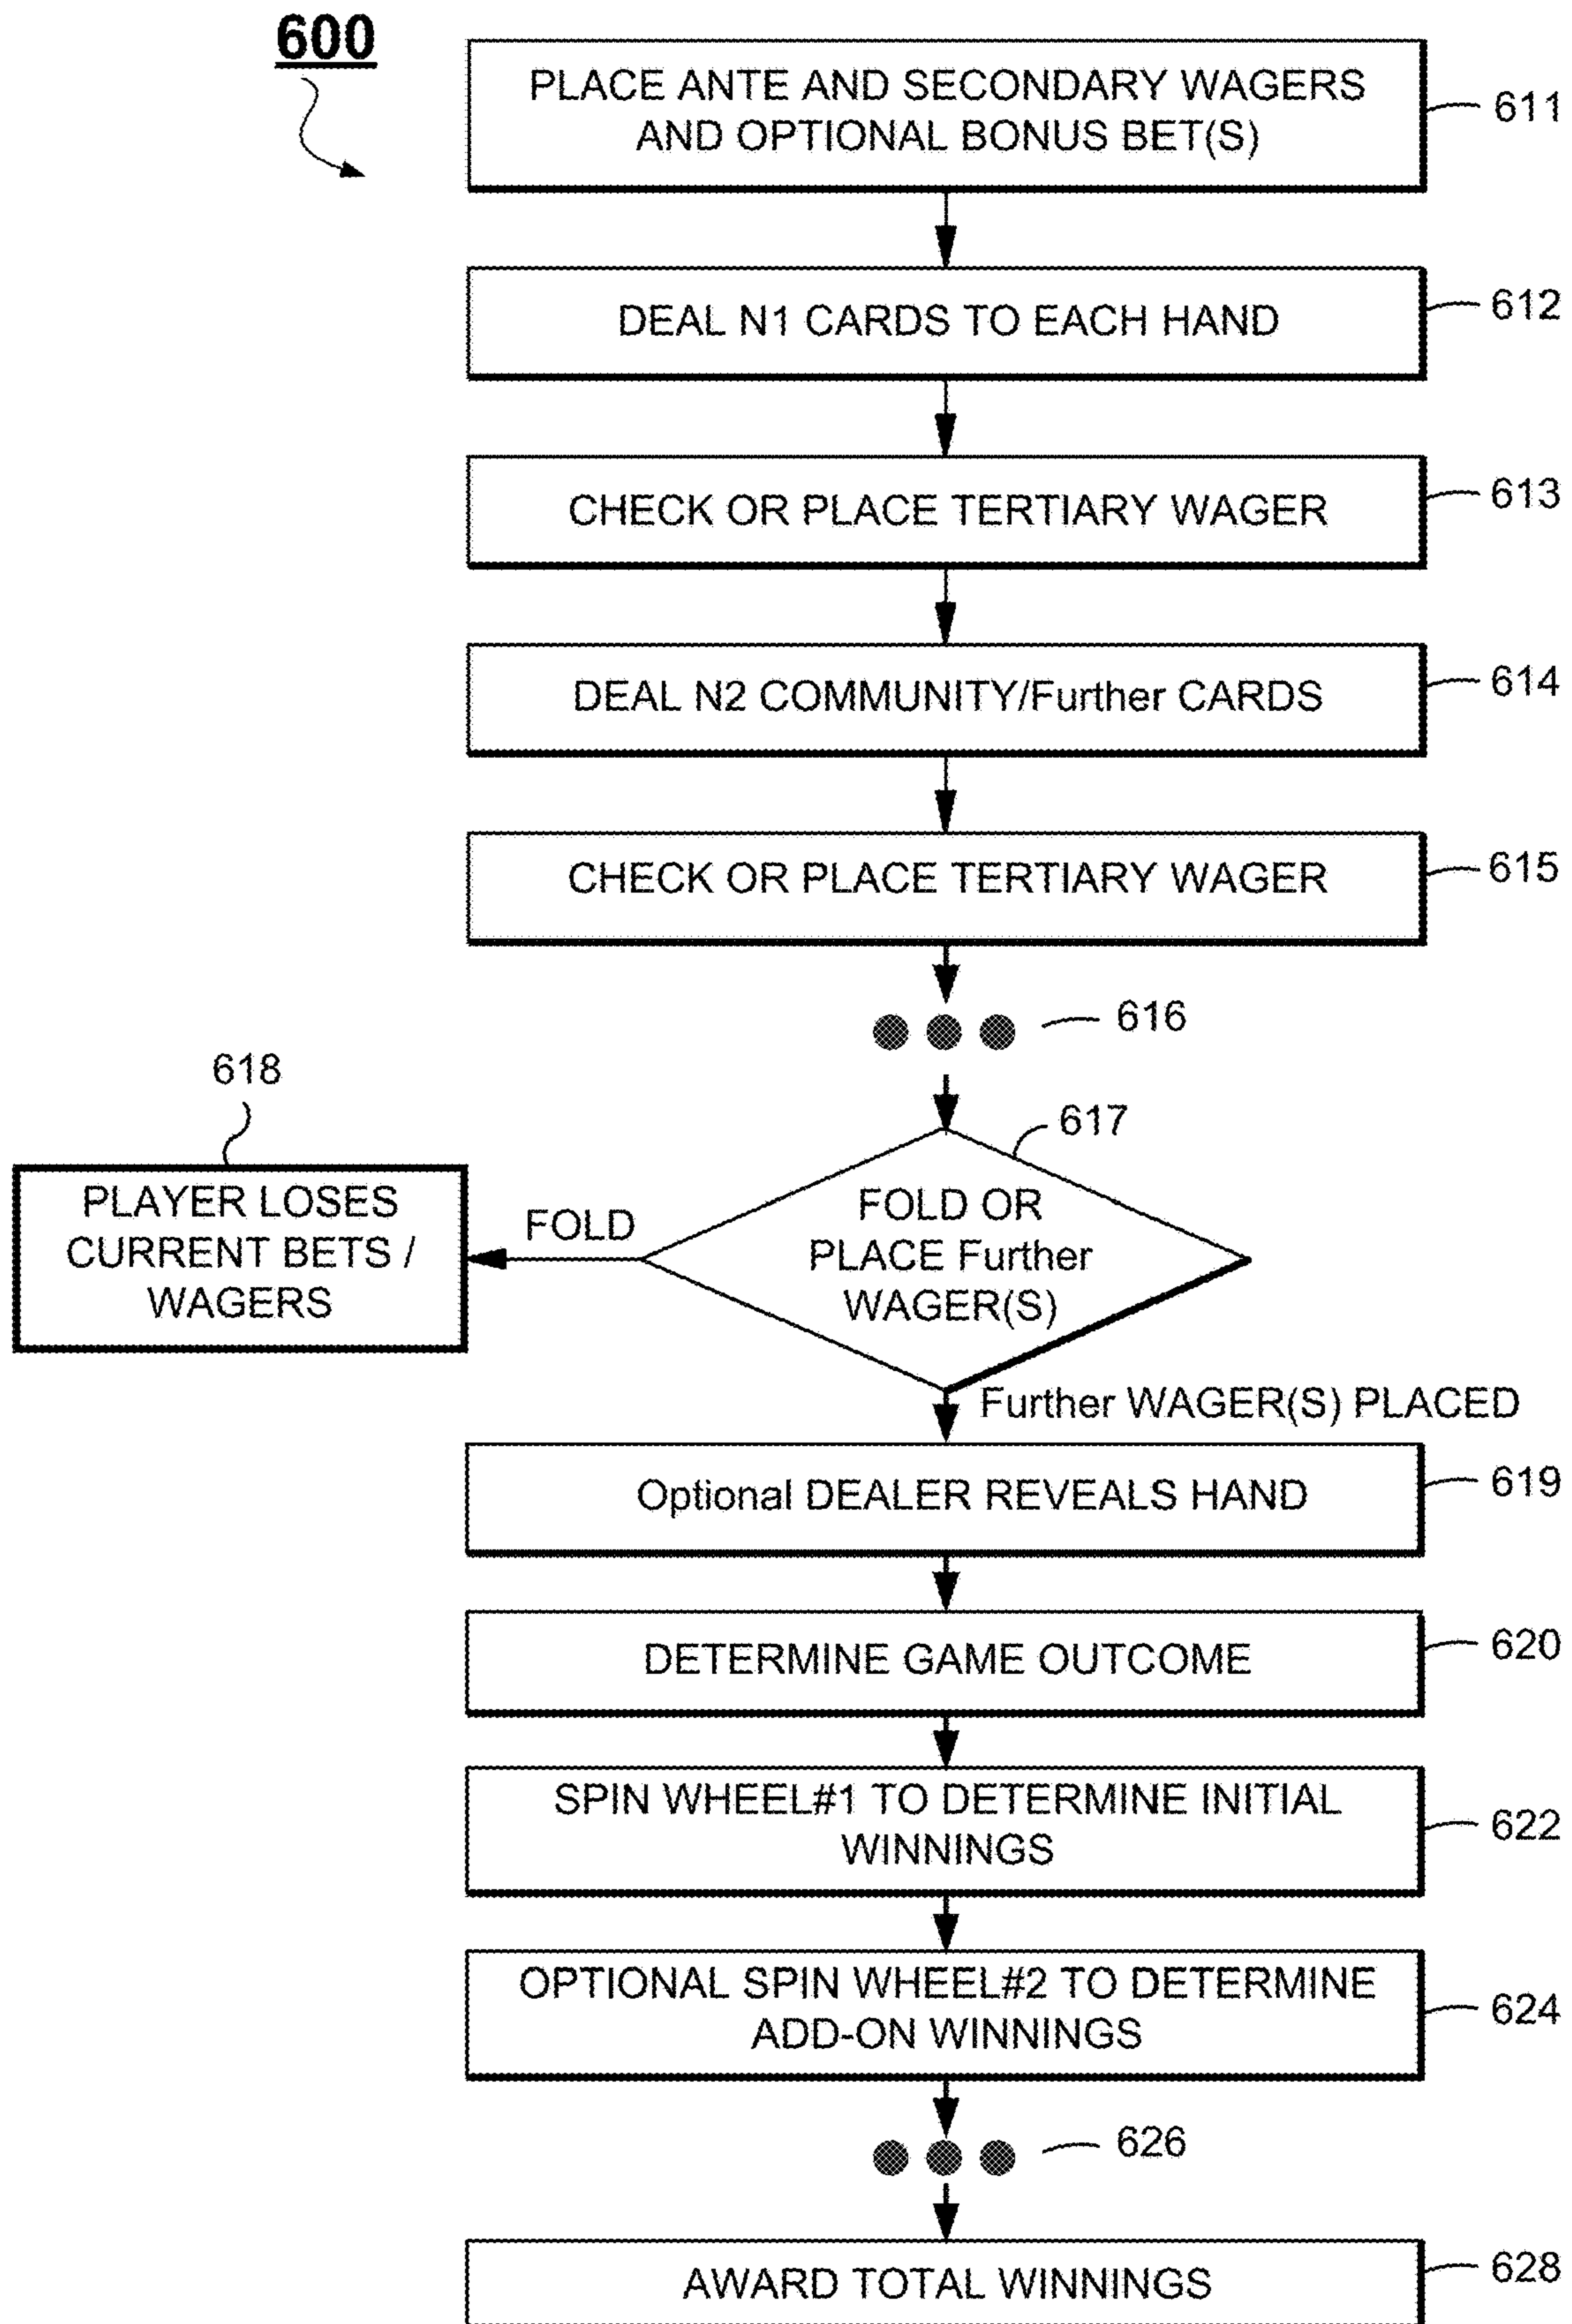 600
PLACE ANTE AND SECONDARY WAGERS
AND OPTIONAL BONUS BET(S)
611
DEAL N1 CARDS TO EACH HAND
612
CHECK OR PLACE TERTIARY WAGER
613
DEAL N2 COMMUNITY/Further CARDS
614
CHECK OR PLACE TERTIARY WAGER
615
616
618
617
PLAYER LOSES
CURRENT BETS /
WAGERS
FOLD
FOLD OR
PLACE Further
WAGER(S)
Further WAGER(S) PLACED
Optional DEALER REVEALS HAND
619
DETERMINE GAME OUTCOME
620
SPIN WHEEL#1 TO DETERMINE INITIAL
WINNINGS
622
OPTIONAL SPIN WHEEL#2 TO DETERMINE
ADD-ON WINNINGS
624
626
AWARD TOTAL WINNINGS
628